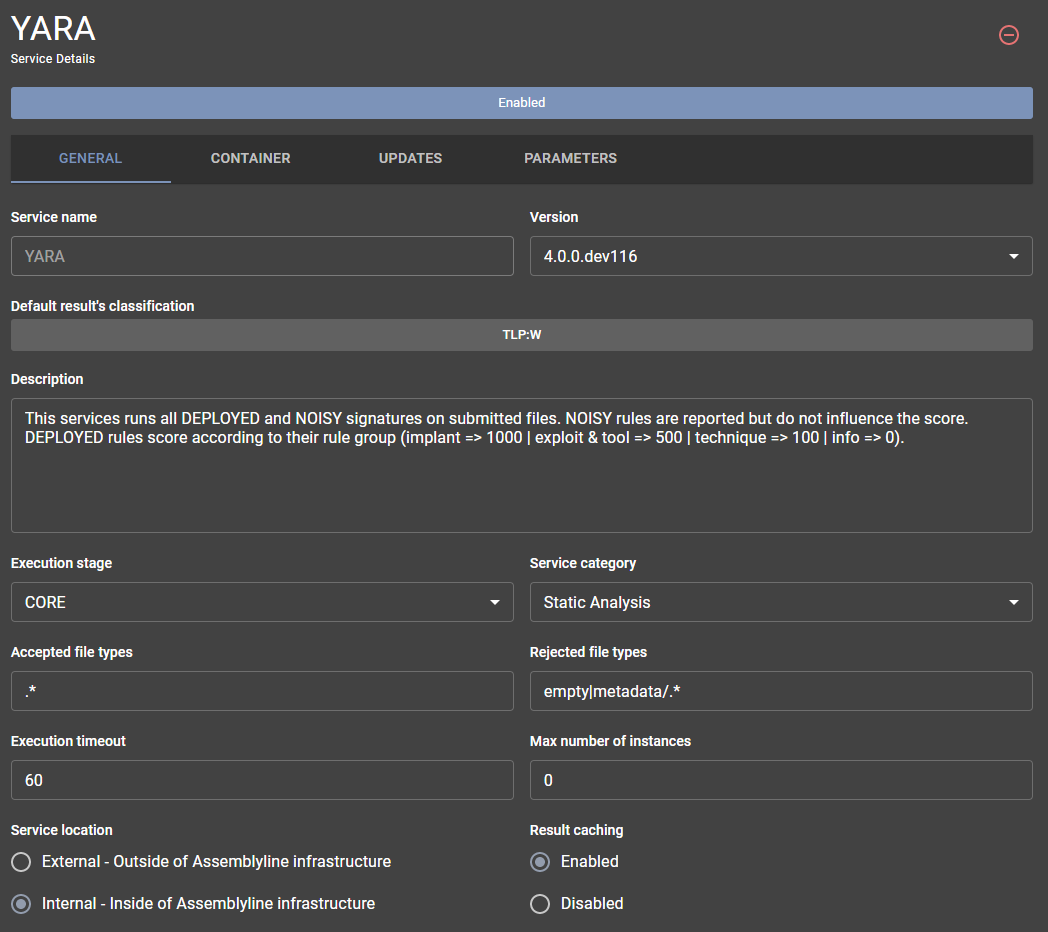 YARA
Service Details
Enabled
GENERAL CONTAINER UPDATES PARAMETERS
Service name Version
YARA 4.0.0.dev116
Default result's classification
TLP:W
Description
This services runs all DEPLOYED and NOISY signatures on submitted files. NOISY rules are reported but do not influence the score.
DEPLOYED rules score according to their rule group (implant => 1000 | exploit & tool => 500 | technique => 100 | info => 0).
Execution stage Service category
CORE Static Analysis
Accepted file types Rejected file types
.* empty|metadata/.*
Execution timeout Max number of instances
60 0
Service location Result caching
External - Outside of Assemblyline infrastructure Enabled
Internal - Inside of Assemblyline infrastructure Disabled